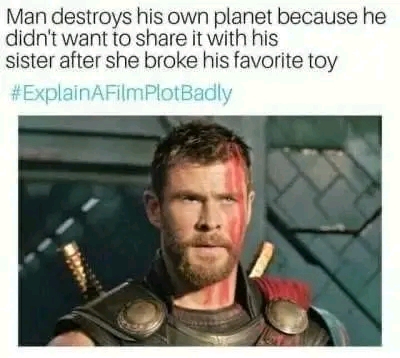 Man destroys his own planet because he
didn't want to share it with his
sister after she broke his favorite toy
#ExplainAFilmPlotBadly